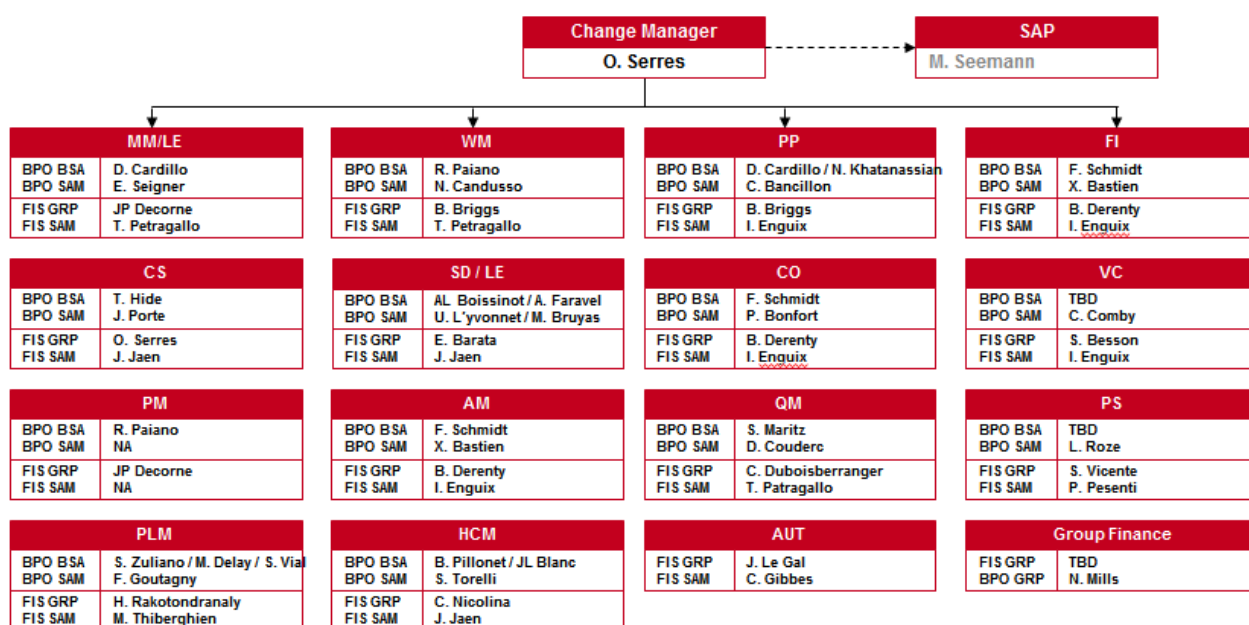 Change Manager
O. Serres
SAP
M. Seemann
MM/LE
BPO BSA D. Cardillo
BPO SAM E. Seigner
FIS GRP JP Decorne
FIS SAM T. Petragallo
WM
BPO BSA R. Paiano
BPO SAM N. Candusso
FIS GRP B. Briggs
FIS SAM T. Petragallo
PP
BPO BSA D. Cardillo / N. Khatanassian
BPO SAM C. Bancillon
FIS GRP B. Briggs
FIS SAM I. Enguix
FI
BPO BSA F. Schmidt
BPO SAM X. Bastien
FIS GRP B. Derenty
FIS SAM I. Enguix
CS
BPO BSA T. Hide
BPO SAM J. Porte
FIS GRP O. Serres
FIS SAM J. Jaen
SD / LE
BPO BSA AL Boissinot / A. Faravel
BPO SAM U. L'yvonnet / M. Bruyas
FIS GRP E. Barata
FIS SAM J. Jaen
CO
BPO BSA F. Schmidt
BPO SAM P. Bonfort
FIS GRP B. Derenty
FIS SAM I. Enguix
VC
BPO BSA TBD
BPO SAM C. Comby
FIS GRP S. Besson
FIS SAM I. Enguix
PM
BPO BSA R. Paiano
BPO SAM NA
FIS GRP JP Decorne
FIS SAM NA
AM
BPO BSA F. Schmidt
BPO SAM X. Bastien
FIS GRP B. Derenty
FIS SAM I. Enguix
QM
BPO BSA S. Maritz
BPO SAM D. Couderc
FIS GRP C. Duboisberranger
FIS SAM T. Patragallo
PS
BPO BSA TBD
BPO SAM L. Roze
FIS GRP S. Vicente
FIS SAM P. Pesenti
PLM
BPO BSA S. Zuliano / M. Delay / S. Vial
BPO SAM F. Goutagny
FIS GRP H. Rakotondranaly
FIS SAM M. Thiberghien
HCM
BPO BSA B. Pillonet / JL Blanc
BPO SAM S. Torelli
FIS GRP C. Nicolina
FIS SAM J. Jaen
AUT
FIS GRP J. Le Gal
FIS SAM C. Gibbes
Group Finance
FIS GRP TBD
BPO GRP N. Mills